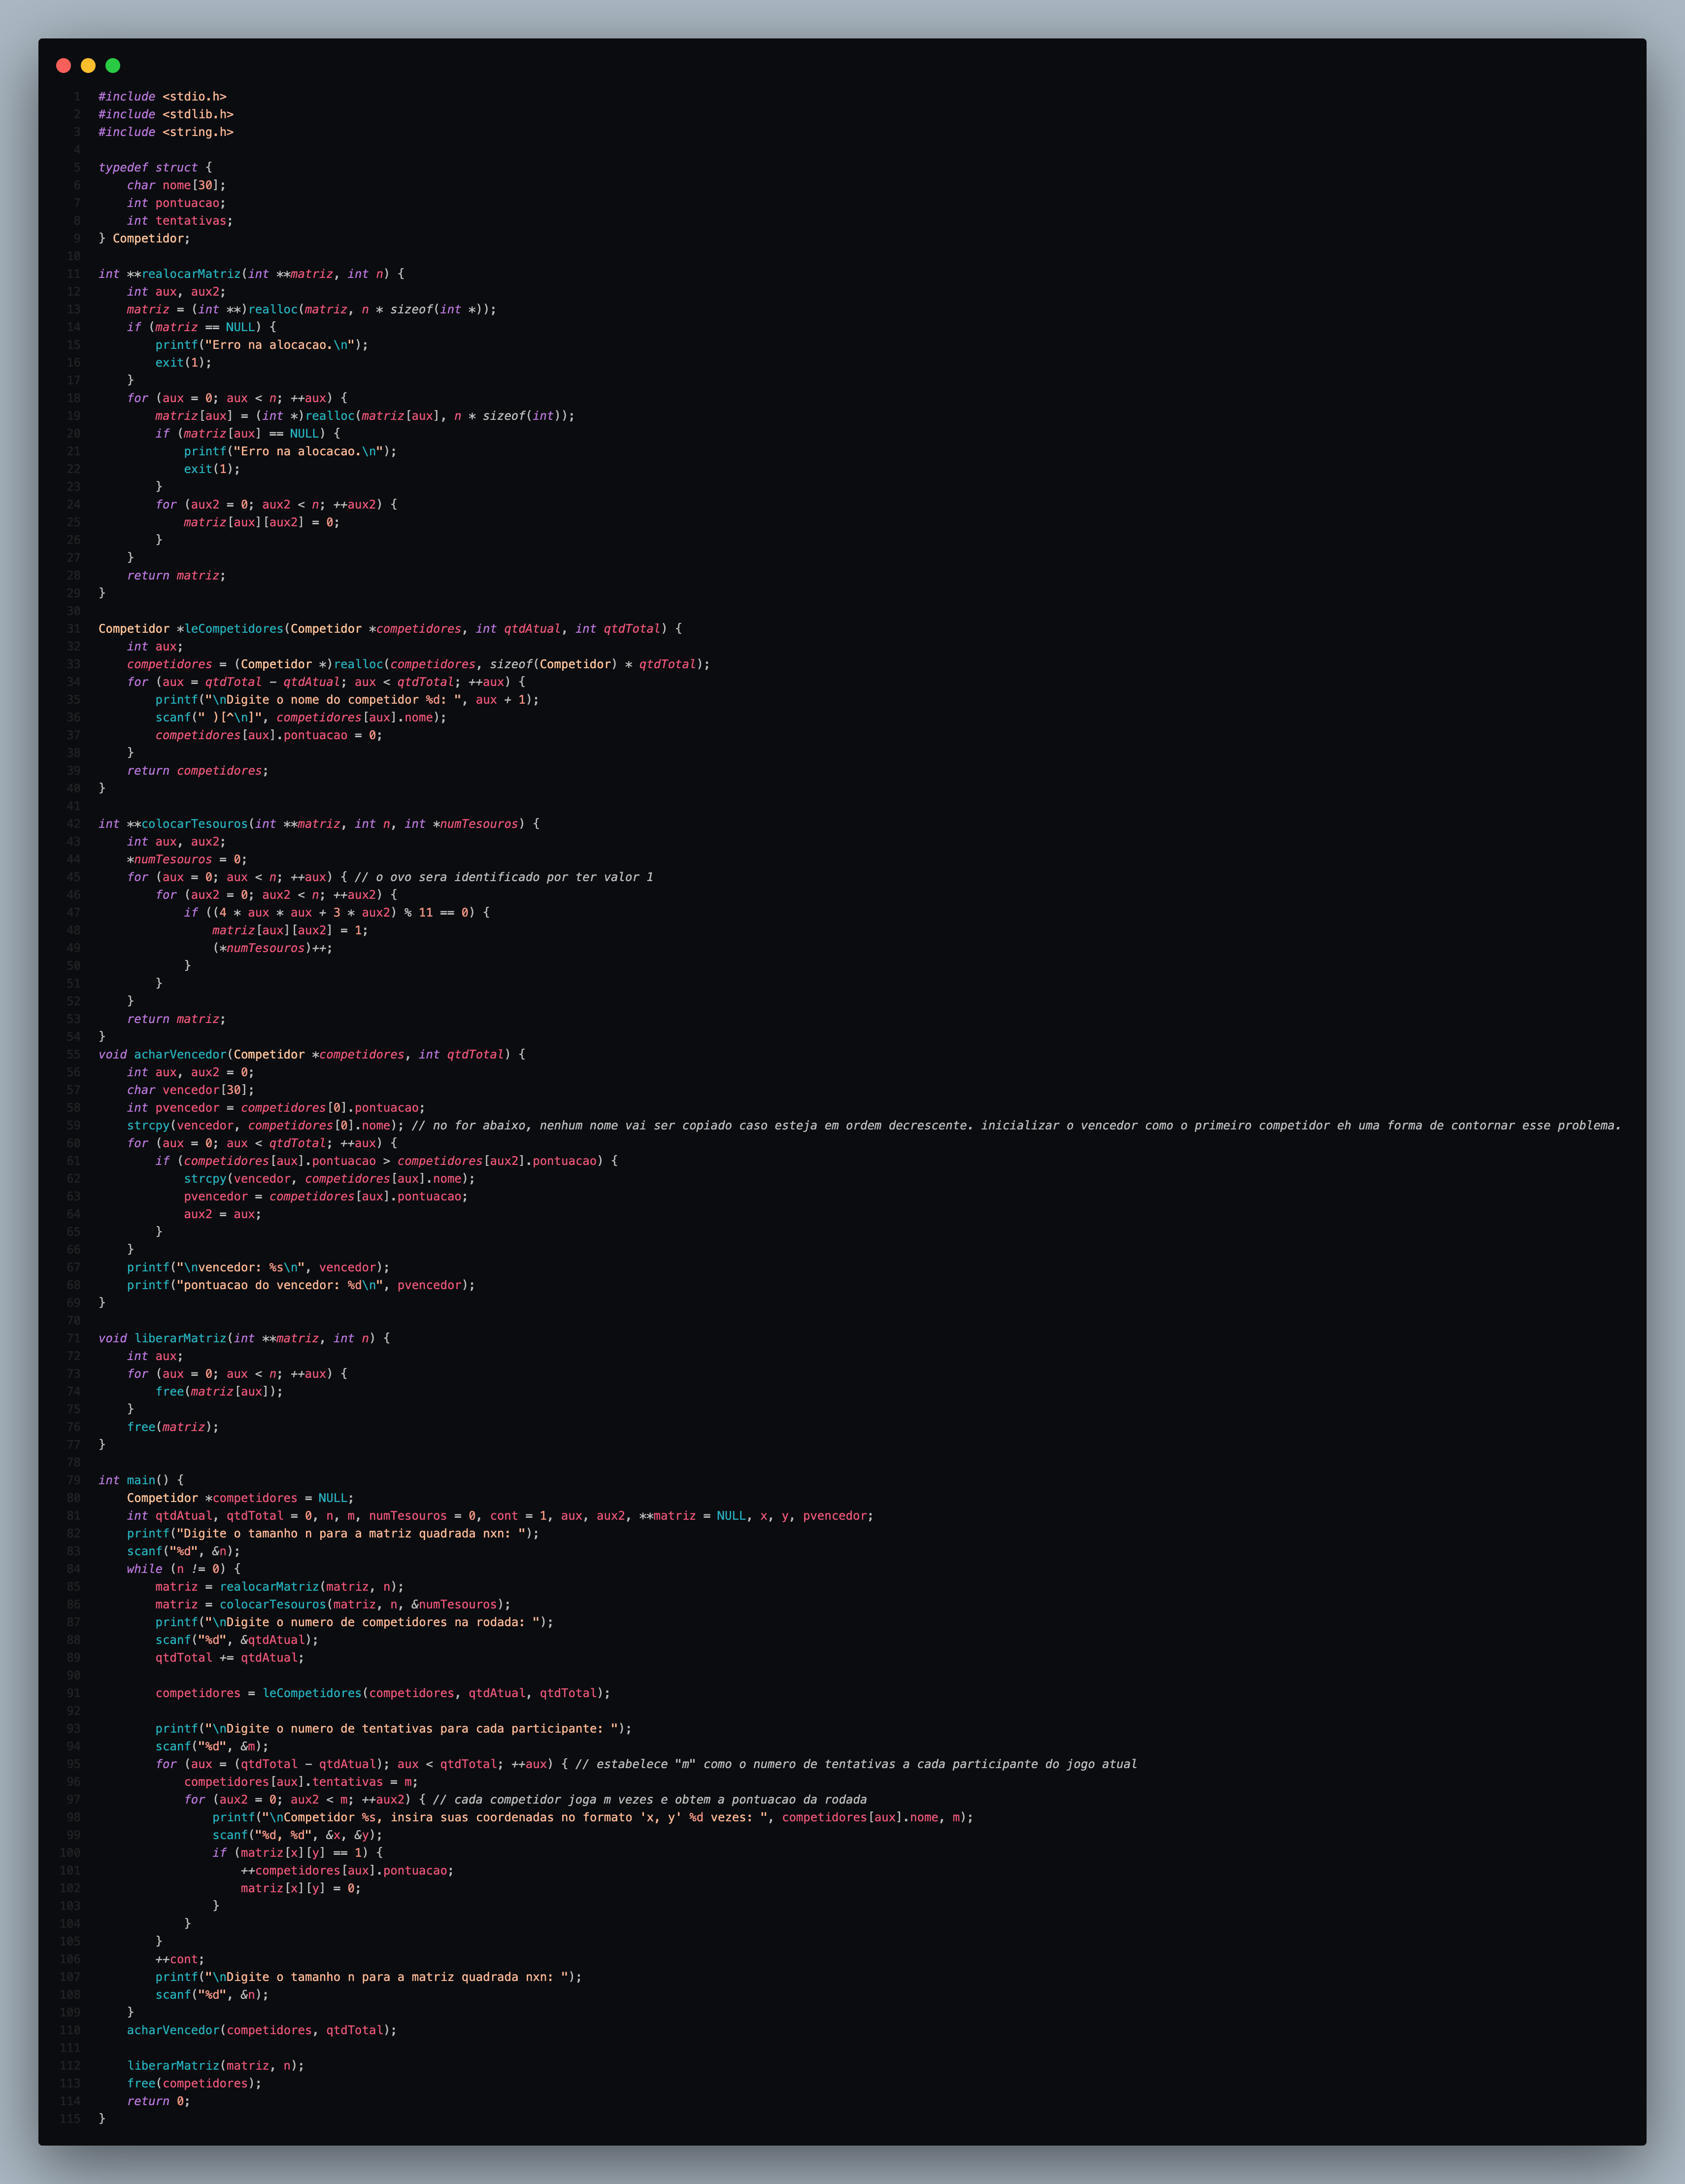 1 #include <stdio.h>
2 #include <stdlib.h>
3 #include <string.h>
4
5 typedef struct {
6     char nome[30];
7     int pontuacao;
8     int tentativas;
9 } Competidor;
10
11 int **realocarMatriz(int **matriz, int n) {
12     int aux, aux2;
13     matriz = (int **)realloc(matriz, n * sizeof(int *));
14     if (matriz == NULL) {
15         printf("Erro na alocacao.\n");
16         exit(1);
17     }
18     for (aux = 0; aux < n; ++aux) {
19         matriz[aux] = (int *)realloc(matriz[aux], n * sizeof(int));
20         if (matriz[aux] == NULL) {
21             printf("Erro na alocacao.\n");
22             exit(1);
23         }
24         for (aux2 = 0; aux2 < n; ++aux2) {
25             matriz[aux][aux2] = 0;
26         }
27     }
28     return matriz;
29 }
30
31 Competidor *leCompetidores(Competidor *competidores, int qtdAtual, int qtdTotal) {
32     int aux;
33     competidores = (Competidor *)realloc(competidores, sizeof(Competidor) * qtdTotal);
34     for (aux = qtdTotal - qtdAtual; aux < qtdTotal; ++aux) {
35         printf("\nDigite o nome do competidor %d: ", aux + 1);
36         scanf(" )[^\n]", competidores[aux].nome);
37         competidores[aux].pontuacao = 0;
38     }
39     return competidores;
40 }
41
42 int **colocarTesouros(int **matriz, int n, int *numTesouros) {
43     int aux, aux2;
44     *numTesouros = 0;
45     for (aux = 0; aux < n; ++aux) { // o ovo sera identificado por ter valor 1
46         for (aux2 = 0; aux2 < n; ++aux2) {
47             if ((4 * aux * aux + 3 * aux2) % 11 == 0) {
48                 matriz[aux][aux2] = 1;
49                 (*numTesouros)++;
50             }
51         }
52     }
53     return matriz;
54 }
55 void acharVencedor(Competidor *competidores, int qtdTotal) {
56     int aux, aux2 = 0;
57     char vencedor[30];
58     int pvencedor = competidores[0].pontuacao;
59     strcpy(vencedor, competidores[0].nome); // no for abaixo, nenhum nome vai ser copiado caso esteja em ordem decrescente. inicializar o vencedor como o primeiro competidor eh uma forma de contornar esse problema.
60     for (aux = 0; aux < qtdTotal; ++aux) {
61         if (competidores[aux].pontuacao > competidores[aux2].pontuacao) {
62             strcpy(vencedor, competidores[aux].nome);
63             pvencedor = competidores[aux].pontuacao;
64             aux2 = aux;
65         }
66     }
67     printf("\nvencedor: %s\n", vencedor);
68     printf("pontuacao do vencedor: %d\n", pvencedor);
69 }
70
71 void liberarMatriz(int **matriz, int n) {
72     int aux;
73     for (aux = 0; aux < n; ++aux) {
74         free(matriz[aux]);
75     }
76     free(matriz);
77 }
78
79 int main() {
80     Competidor *competidores = NULL;
81     int qtdAtual, qtdTotal = 0, n, m, numTesouros = 0, cont = 1, aux, aux2, **matriz = NULL, x, y, pvencedor;
82     printf("Digite o tamanho n para a matriz quadrada nxn: ");
83     scanf("%d", &n);
84     while (n != 0) {
85         matriz = realocarMatriz(matriz, n);
86         matriz = colocarTesouros(matriz, n, &numTesouros);
87         printf("\nDigite o numero de competidores na rodada: ");
88         scanf("%d", &qtdAtual);
89         qtdTotal += qtdAtual;
90
91         competidores = leCompetidores(competidores, qtdAtual, qtdTotal);
92
93         printf("\nDigite o numero de tentativas para cada participante: ");
94         scanf("%d", &m);
95         for (aux = (qtdTotal - qtdAtual); aux < qtdTotal; ++aux) { // estabelece "m" como o numero de tentativas a cada participante do jogo atual
96             competidores[aux].tentativas = m;
97             for (aux2 = 0; aux2 < m; ++aux2) { // cada competidor joga m vezes e obtem a pontuacao da rodada
98                 printf("\nCompetidor %s, insira suas coordenadas no formato 'x, y' %d vezes: ", competidores[aux].nome, m);
99                 scanf("%d, %d", &x, &y);
100                 if (matriz[x][y] == 1) {
101                     ++competidores[aux].pontuacao;
102                     matriz[x][y] = 0;
103                 }
104             }
105         }
106         ++cont;
107         printf("\nDigite o tamanho n para a matriz quadrada nxn: ");
108         scanf("%d", &n);
109     }
110     acharVencedor(competidores, qtdTotal);
111
112     liberarMatriz(matriz, n);
113     free(competidores);
114     return 0;
115 }